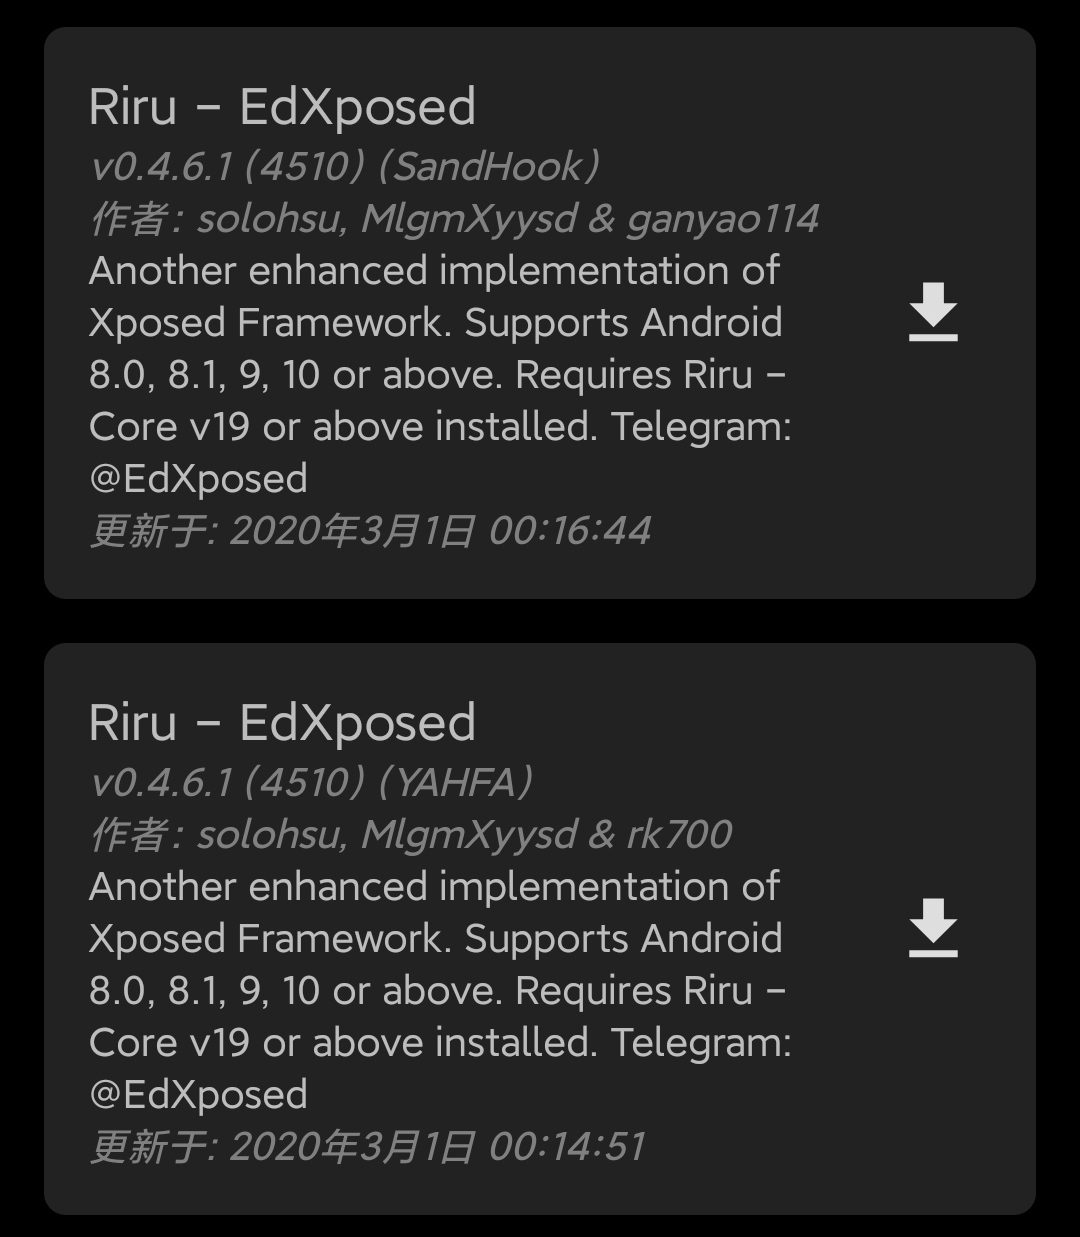 Riru - EdXposed
v0.4.6.1 (4510) (SandHook)
作者: solohsu, MlgmXyysd & ganyao114
Another enhanced implementation of
Xposed Framework. Supports Android
8.0, 8.1, 9, 10 or above. Requires Riru -
Core v19 or above installed. Telegram:
@EdXposed
更新于: 2020年3月1日 00:16:44
Riru - EdXposed
v0.4.6.1 (4510) (YAHFA)
作者: solohsu, MlgmXyysd & rk700
Another enhanced implementation of
Xposed Framework. Supports Android
8.0, 8.1, 9, 10 or above. Requires Riru -
Core v19 or above installed. Telegram:
@EdXposed
更新于: 2020年3月1日 00:14:51